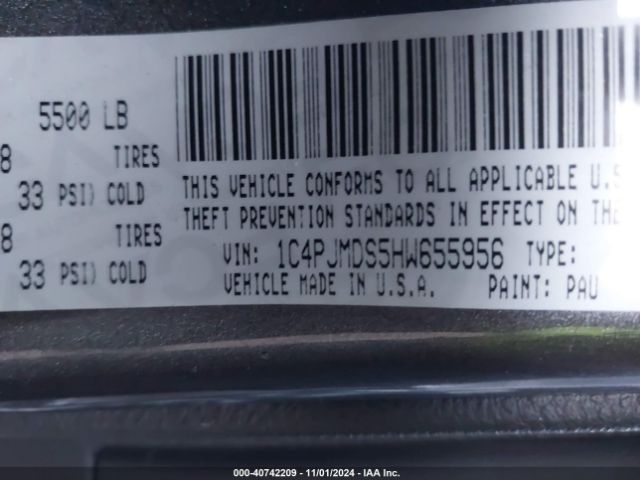 5500 LB
8 TIRES
33 PSI) COLD
8 TIRES
33 PSI) COLD
THIS VEHICLE CONFORMS TO ALL APPLICABLE U.S
THEFT PREVENTION STANDARDS IN EFFECT ON THE
VIN: 1C4PJMDS5HW655956 TYPE:
VEHICLE MADE IN U.S.A. PAINT: PAU
000-40742209 - 11/01/2024 - IAA Inc.